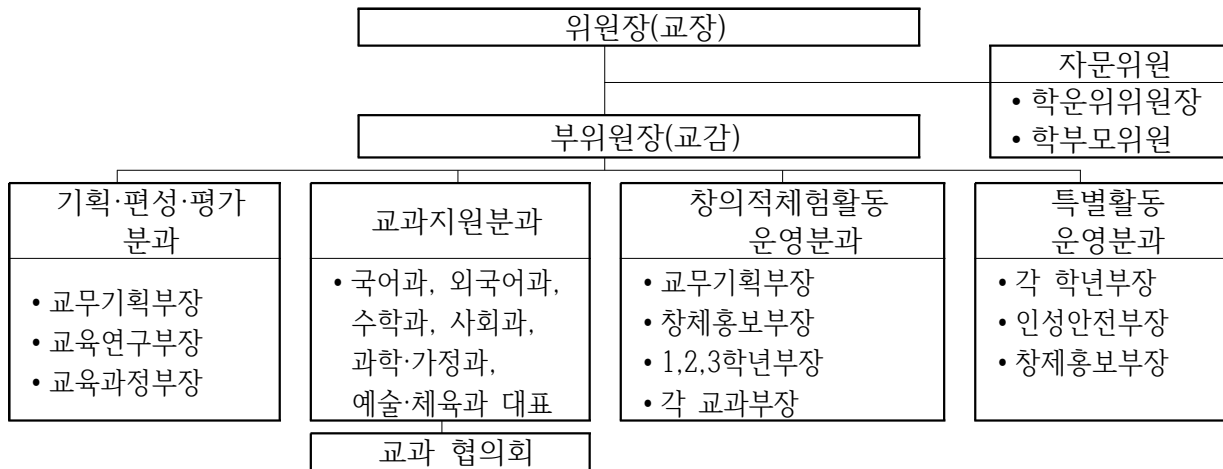 위원장(교장)
자문위원
• 학운위위원장
• 학부모위원
부위원장(교감)
기획·편성·평가
분과
• 교무기획부장
• 교육연구부장
• 교육과정부장
교과지원분과
• 국어과, 외국어과,
수학과, 사회과,
과학·가정과,
예술·체육과 대표
교과 협의회
창의적체험활동
운영분과
• 교무기획부장
• 창체홍보부장
• 1,2,3학년부장
• 각 교과부장
특별활동
운영분과
• 각 학년부장
• 인성안전부장
• 창제홍보부장